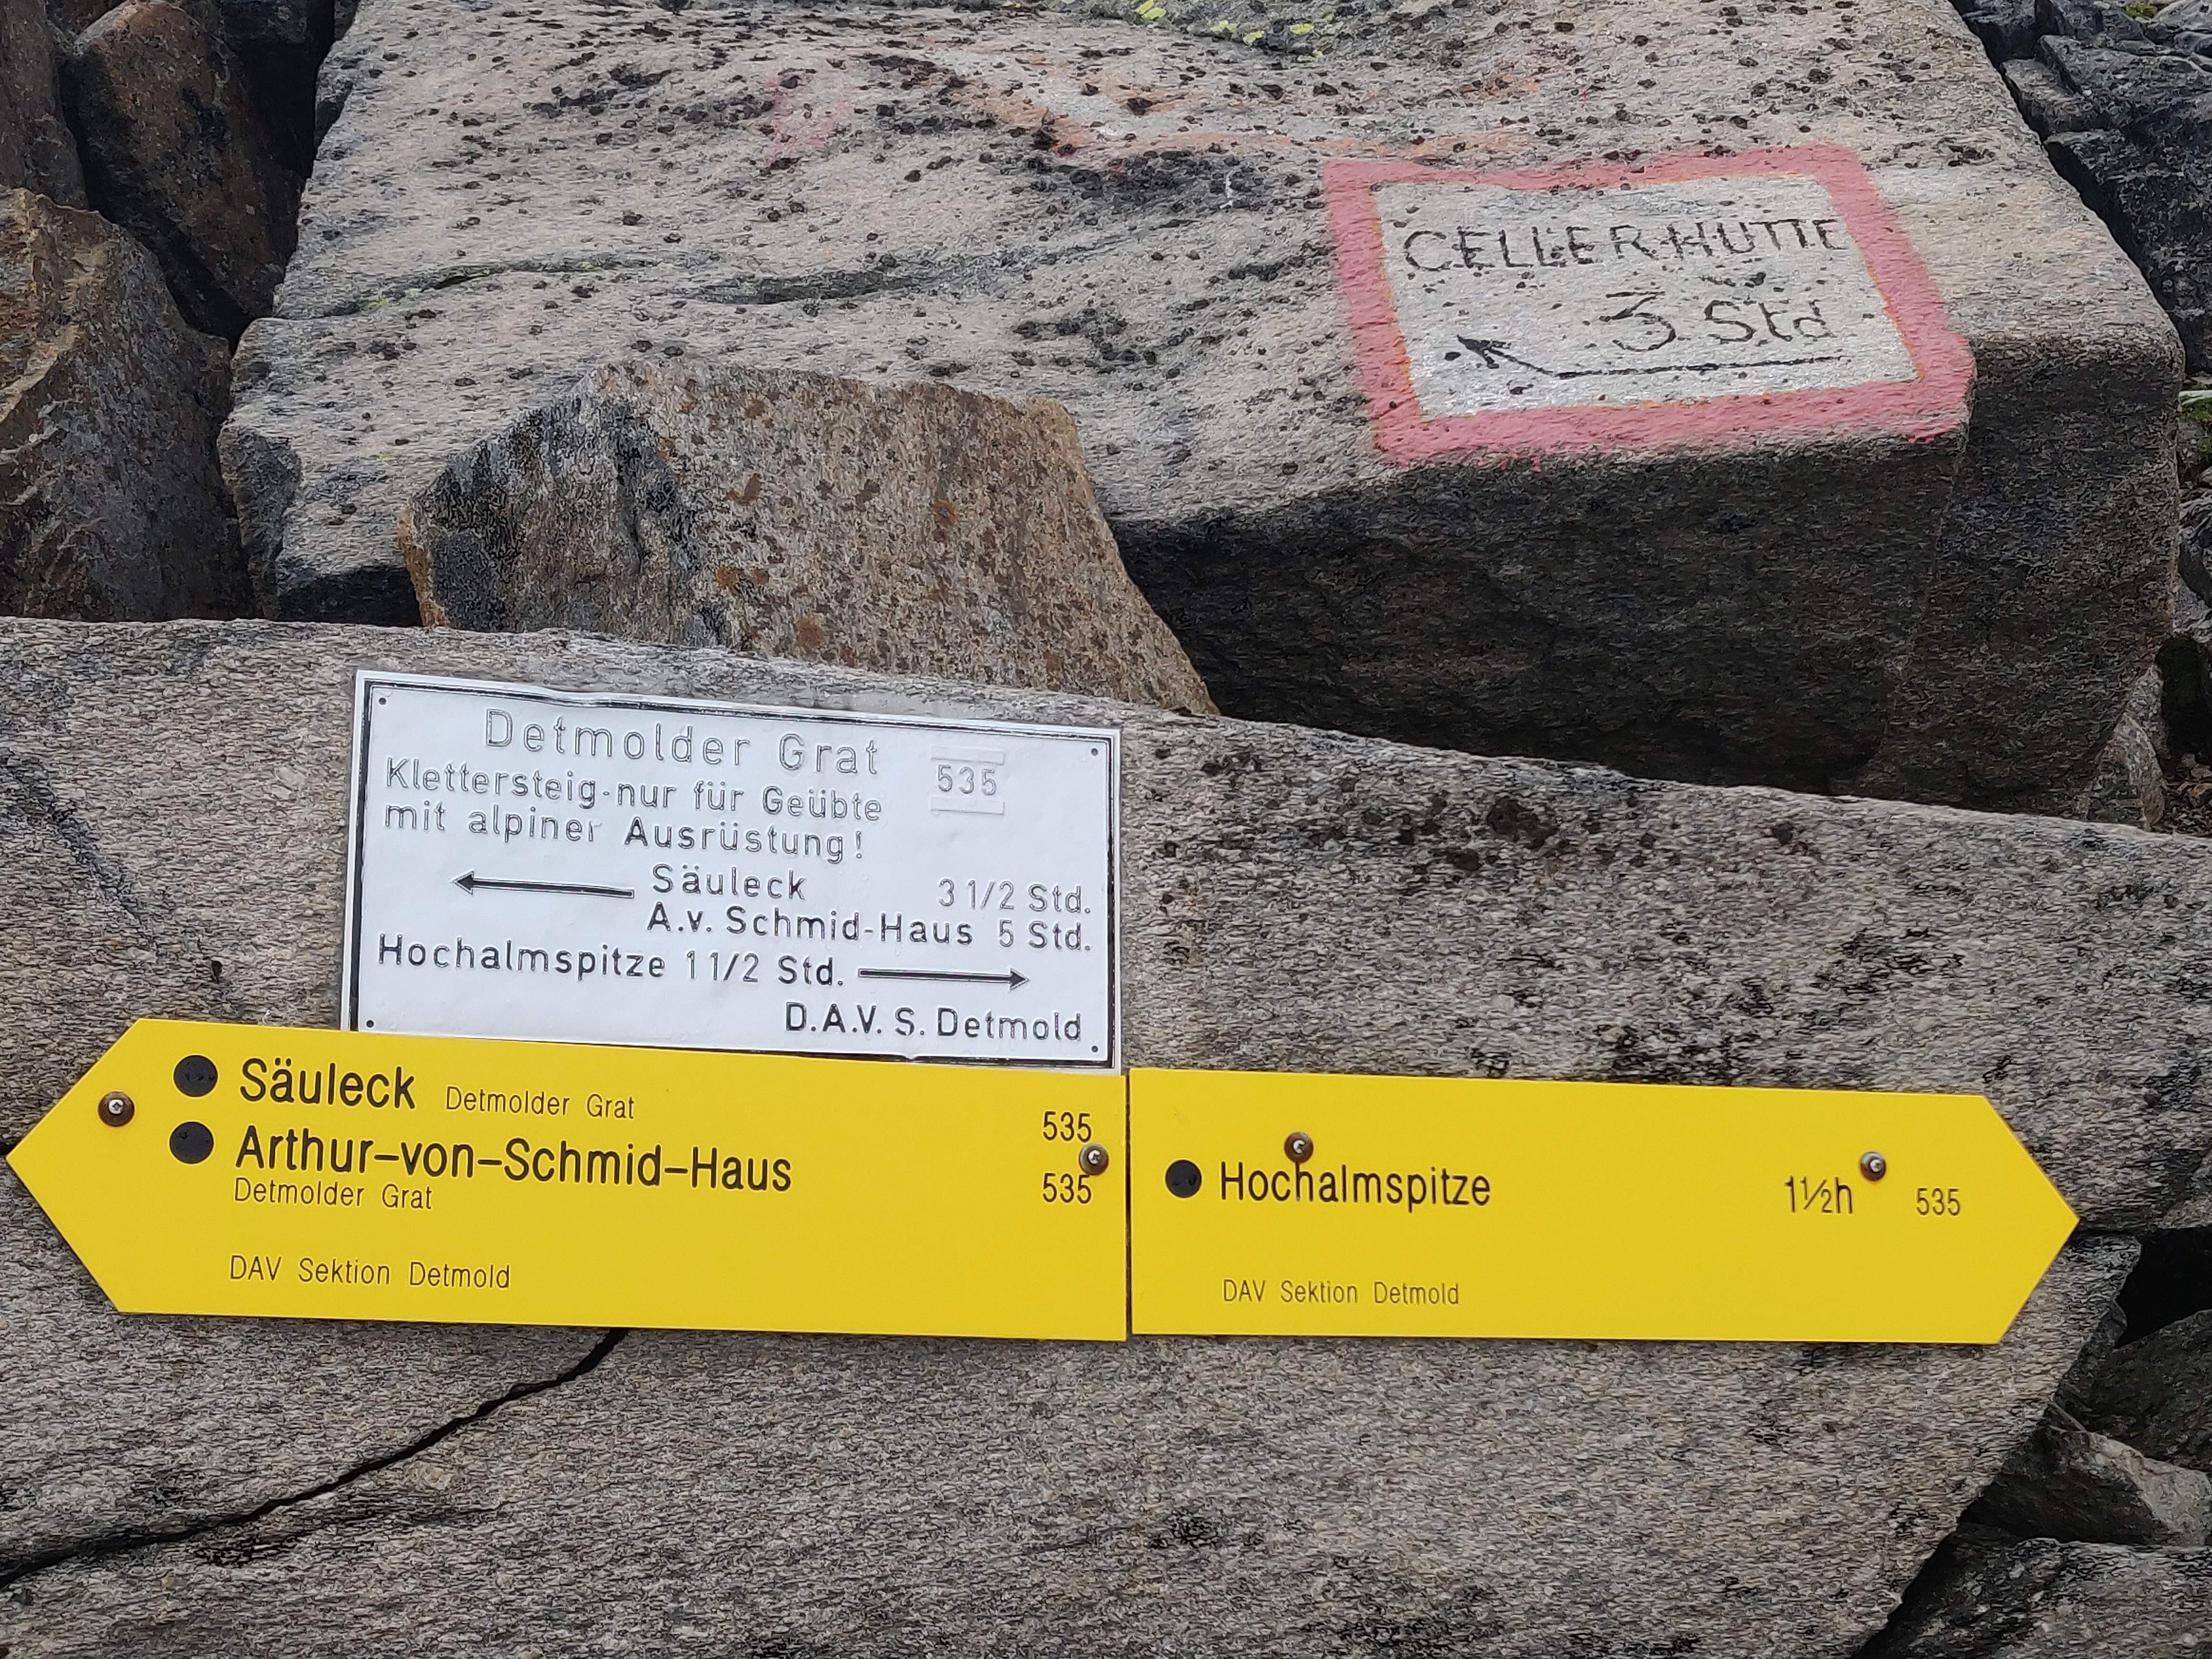 CELLERHÜTTE
3 Std
Detmolder Grat 535
Klettersteig-nur für Geübte
mit alpiner Ausrüstung!
Säuleck 3 1/2 Std.
A.v. Schmid-Haus 5 Std.
Hochalmspitze 1 1/2 Std.
D.A.V. S. Detmold
Säuleck Detmolder Grat 535
Arthur-von-Schmid-Haus 535
Detmolder Grat
DAV Sektion Detmold
Hochalmspitze 1½h 535
DAV Sektion Detmold